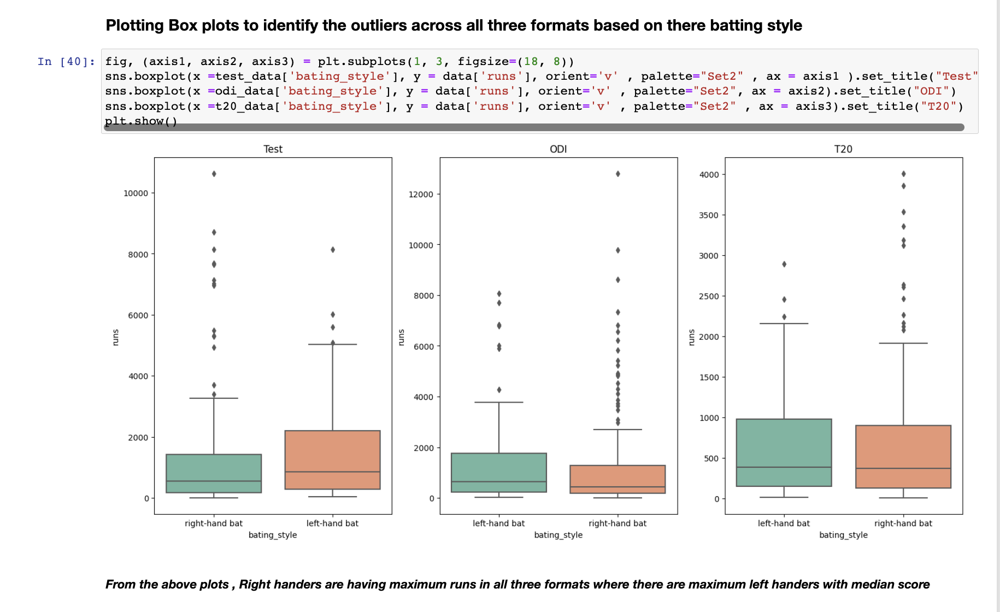 Plotting Box plots to identify the outliers across all three formats based on there batting style
In [40]:
fig, (axis1, axis2, axis3) = plt.subplots(1, 3, figsize=(18, 8))
sns.boxplot(x =test_data['bating_style'], y = data['runs'], orient='v' , palette="Set2" , ax = axis1 ).set_title("Test"
sns.boxplot(x =odi_data['bating_style'], y = data['runs'], orient='v' , palette="Set2", ax = axis2).set_title("ODI")
sns.boxplot(x =t20_data['bating_style'], y = data['runs'], orient='v' , palette="Set2" , ax = axis3).set_title("T20")
plt.show()
Test
10000
8000
6000
4000
2000
0
runs
right-hand bat left-hand bat
bating_style
ODI
12000
10000
8000
6000
4000
2000
0
runs
left-hand bat right-hand bat
bating_style
T20
4000
3500
3000
2500
2000
1500
1000
500
0
runs
left-hand bat right-hand bat
bating_style
From the above plots , Right handers are having maximum runs in all three formats where there are maximum left handers with median score